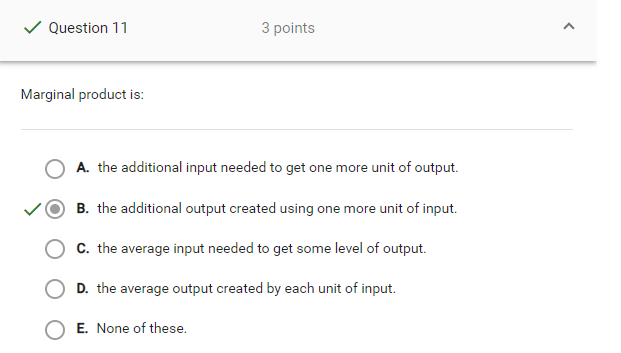 Question 11 3 points
Marginal product is:
A. the additional input needed to get one more unit of output.
B. the additional output created using one more unit of input.
C. the average input needed to get some level of output.
D. the average output created by each unit of input.
E. None of these.